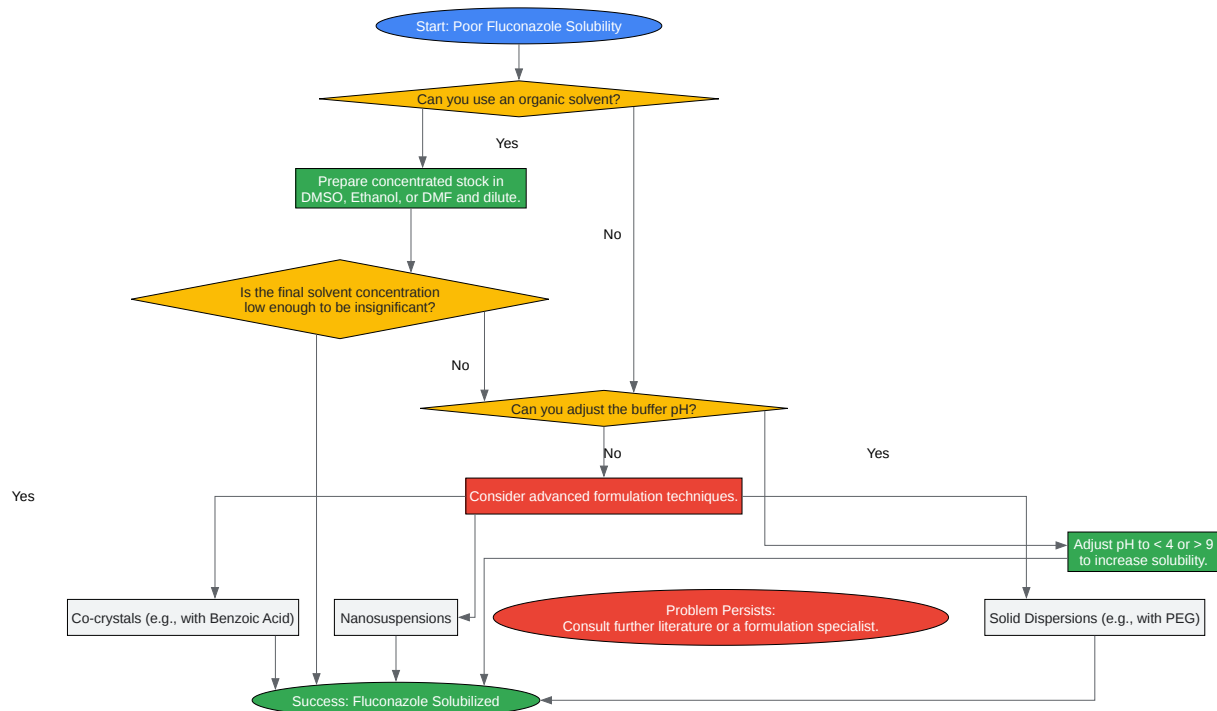 Start: Poor Fluconazole Solubility
Can you use an organic solvent?
Yes
Prepare concentrated stock in
DMSO, Ethanol, or DMF and dilute.
No
Is the final solvent concentration
low enough to be insignificant?
No
Can you adjust the buffer pH?
No
Yes
Yes
Consider advanced formulation techniques.
Adjust pH to < 4 or > 9
to increase solubility.
Co-crystals (e.g., with Benzoic Acid)
Nanosuspensions
Problem Persists:
Consult further literature or a formulation specialist.
Solid Dispersions (e.g., with PEG)
Success: Fluconazole Solubilized